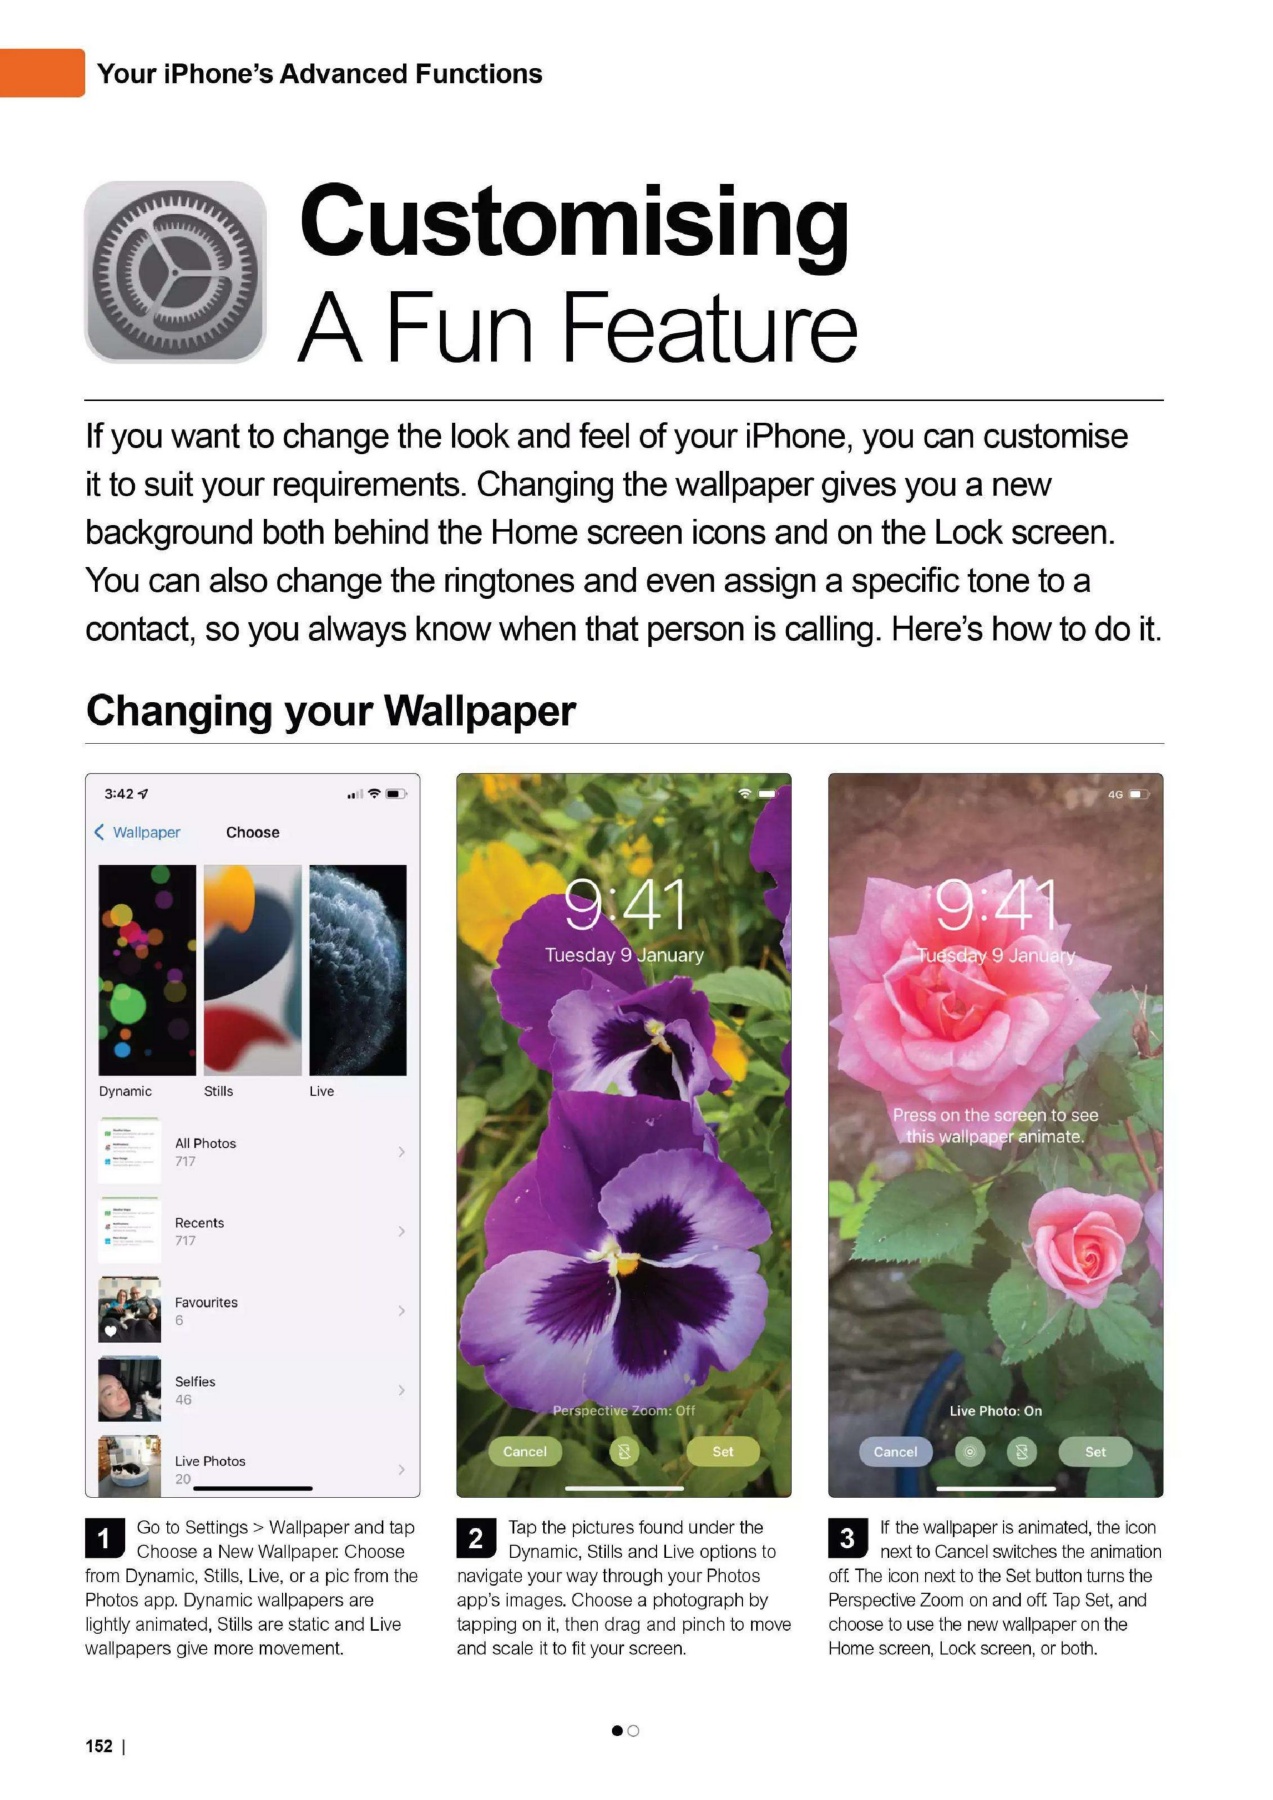 Your iPhone’s Advanced Functions
Customising
A Fun Feature
If you want to change the look and feel of your iPhone, you can customise
it to suit your requirements. Changing the wallpaper gives you a new
background both behind the Home screen icons and on the Lock screen.
You can also change the ringtones and even assign a specific tone to a
contact, so you always know when that person is calling. Here’s how to do it.
Changing your Wallpaper
3:42
Wallpaper
Choose
Dynamic
Stills
Live
All Photos
717
Recents
717
Favourites
6
Selfies
46
Live Photos
20
9:41
Tuesday 9 January
Perspective Zoom: Off
Cancel
Set
4G
9:41
Tuesday 9 January
Press on the screen to see
this wallpaper animate.
Live Photo: On
Cancel
Set
1 Go to Settings > Wallpaper and tap
Choose a New Wallpaper. Choose
from Dynamic, Stills, Live, or a pic from the
Photos app. Dynamic wallpapers are
lightly animated, Stills are static and Live
wallpapers give more movement.
2 Tap the pictures found under the
Dynamic, Stills and Live options to
navigate your way through your Photos
app’s images. Choose a photograph by
tapping on it, then drag and pinch to move
and scale it to fit your screen.
3 If the wallpaper is animated, the icon
next to Cancel switches the animation
off. The icon next to the Set button turns the
Perspective Zoom on and off. Tap Set, and
choose to use the new wallpaper on the
Home screen, Lock screen, or both.
152 |